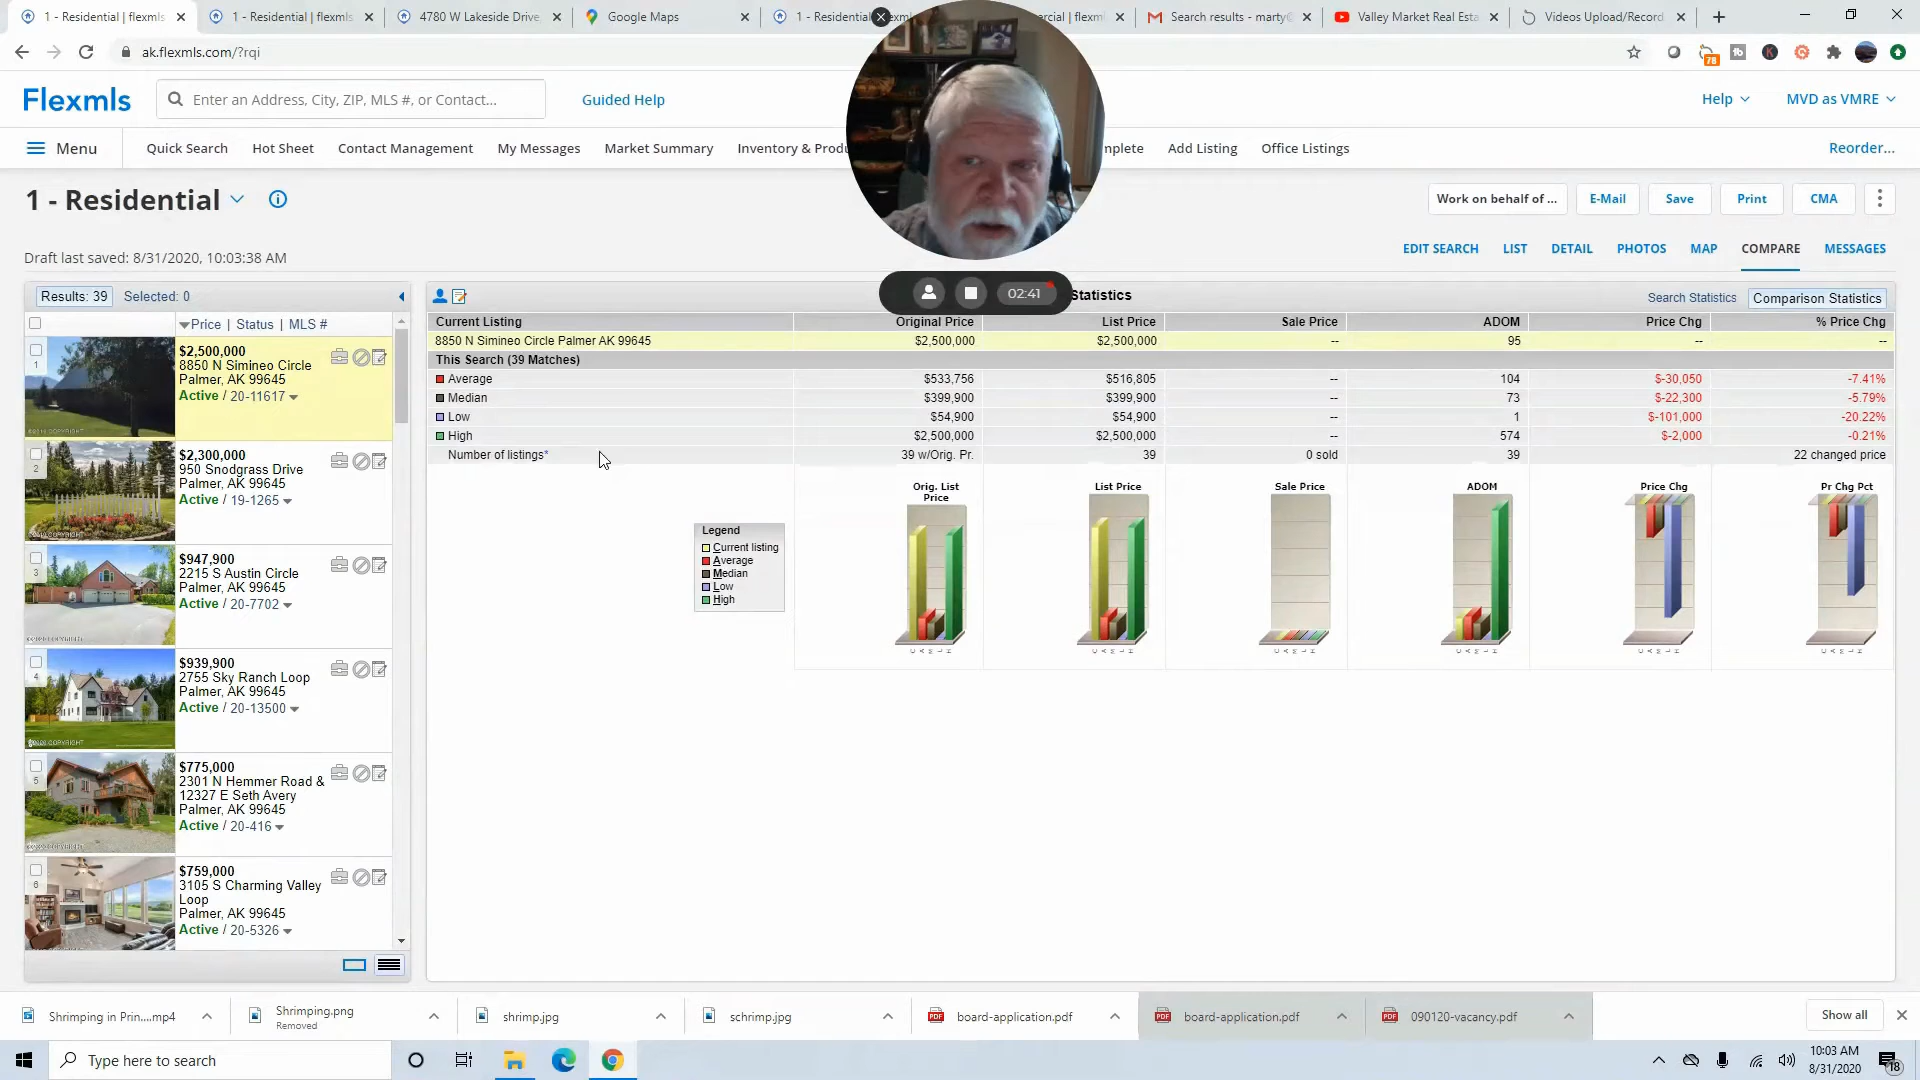 1 - Residential | flexmls
1 - Residential | flexmls
4780 W Lakeside Drive,
Google Maps
1 - Residential
flexmls
ercial | flexm
Search results - marty@
Valley Market Real Esta
Videos Upload/Record
ak.flexmls.com/?rqi
78
Flexmls
Enter an Address, City, ZIP, MLS #, or Contact...
Guided Help
Help
MVD as VMRE
Menu
Quick Search
Hot Sheet
Contact Management
My Messages
Market Summary
Inventory & Produ
mplete
Add Listing
Office Listings
Reorder...
1 - Residential
Work on behalf of ...
E-Mail
Save
Print
CMA
Draft last saved: 8/31/2020, 10:03:38 AM
EDIT SEARCH
LIST
DETAIL
PHOTOS
MAP
COMPARE
MESSAGES
Results: 39
Selected: 0
02:41
Statistics
Search Statistics
Comparison Statistics
Price | Status | MLS #
1
$2,500,000
8850 N Simineo Circle
Palmer, AK 99645
Active / 20-11617
2
$2,300,000
950 Snodgrass Drive
Palmer, AK 99645
Active / 19-1265
3
$947,900
2215 S Austin Circle
Palmer, AK 99645
Active / 20-7702
4
$939,900
2755 Sky Ranch Loop
Palmer, AK 99645
Active / 20-13500
5
$775,000
2301 N Hemmer Road &
12327 E Seth Avery
Palmer, AK 99645
Active / 20-416
6
$759,000
3105 S Charming Valley
Loop
Palmer, AK 99645
Active / 20-5326
Current Listing Original Price List Price Sale Price ADOM Price Chg % Price Chg
8850 N Simineo Circle Palmer AK 99645 $2,500,000 $2,500,000 -- 95 -- --
This Search (39 Matches)
Average $533,756 $516,805 -- 104 $-30,050 -7.41%
Median $399,900 $399,900 -- 73 $-22,300 -5.79%
Low $54,900 $54,900 -- 1 $-101,000 -20.22%
High $2,500,000 $2,500,000 -- 574 $-2,000 -0.21%
Number of listings* 39 w/Orig. Pr. 39 0 sold 39 22 changed price
Legend
Current listing
Average
Median
Low
High
Orig. List
Price
List Price
Sale Price
ADOM
Price Chg
Pr Chg Pct
C A M L H
C A M L H
C A M L H
C A M L H
C A M L H
C A M L H
Shrimping in Prin....mp4
Shrimping.png
Removed
shrimp.jpg
schrimp.jpg
board-application.pdf
board-application.pdf
090120-vacancy.pdf
Show all
Type here to search
10:03 AM
8/31/2020
18